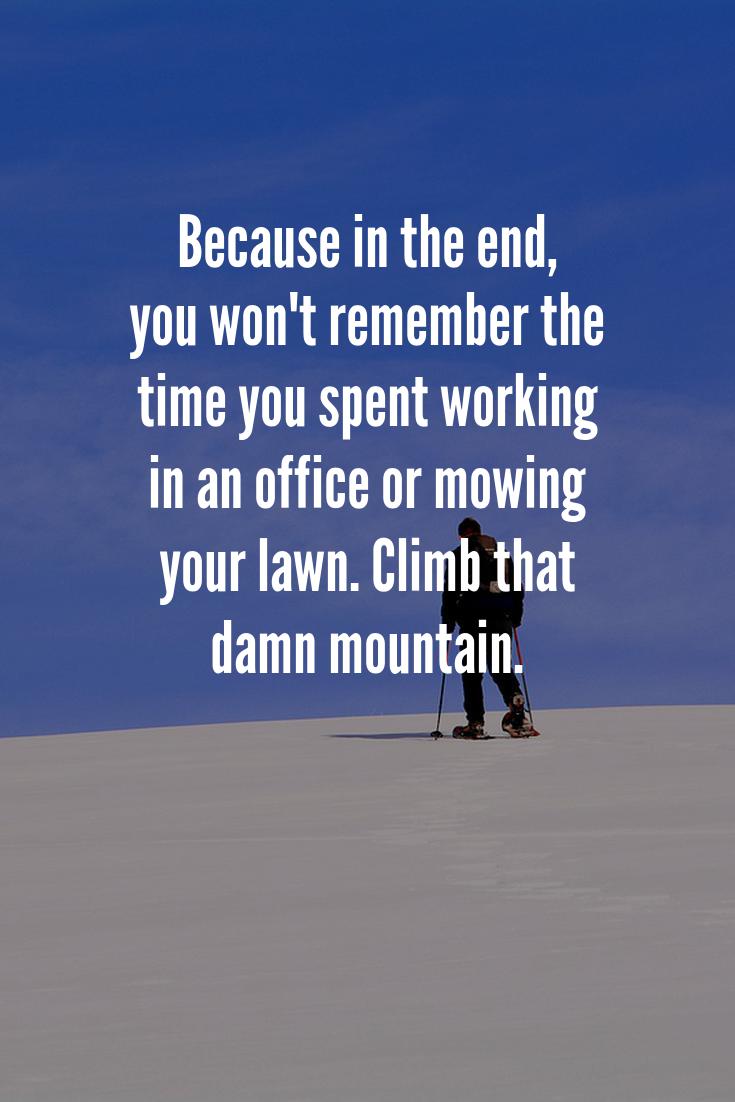 Because in the end,
you won't remember the
time you spent working
in an office or mowing
your lawn. Climb that
damn mountain.